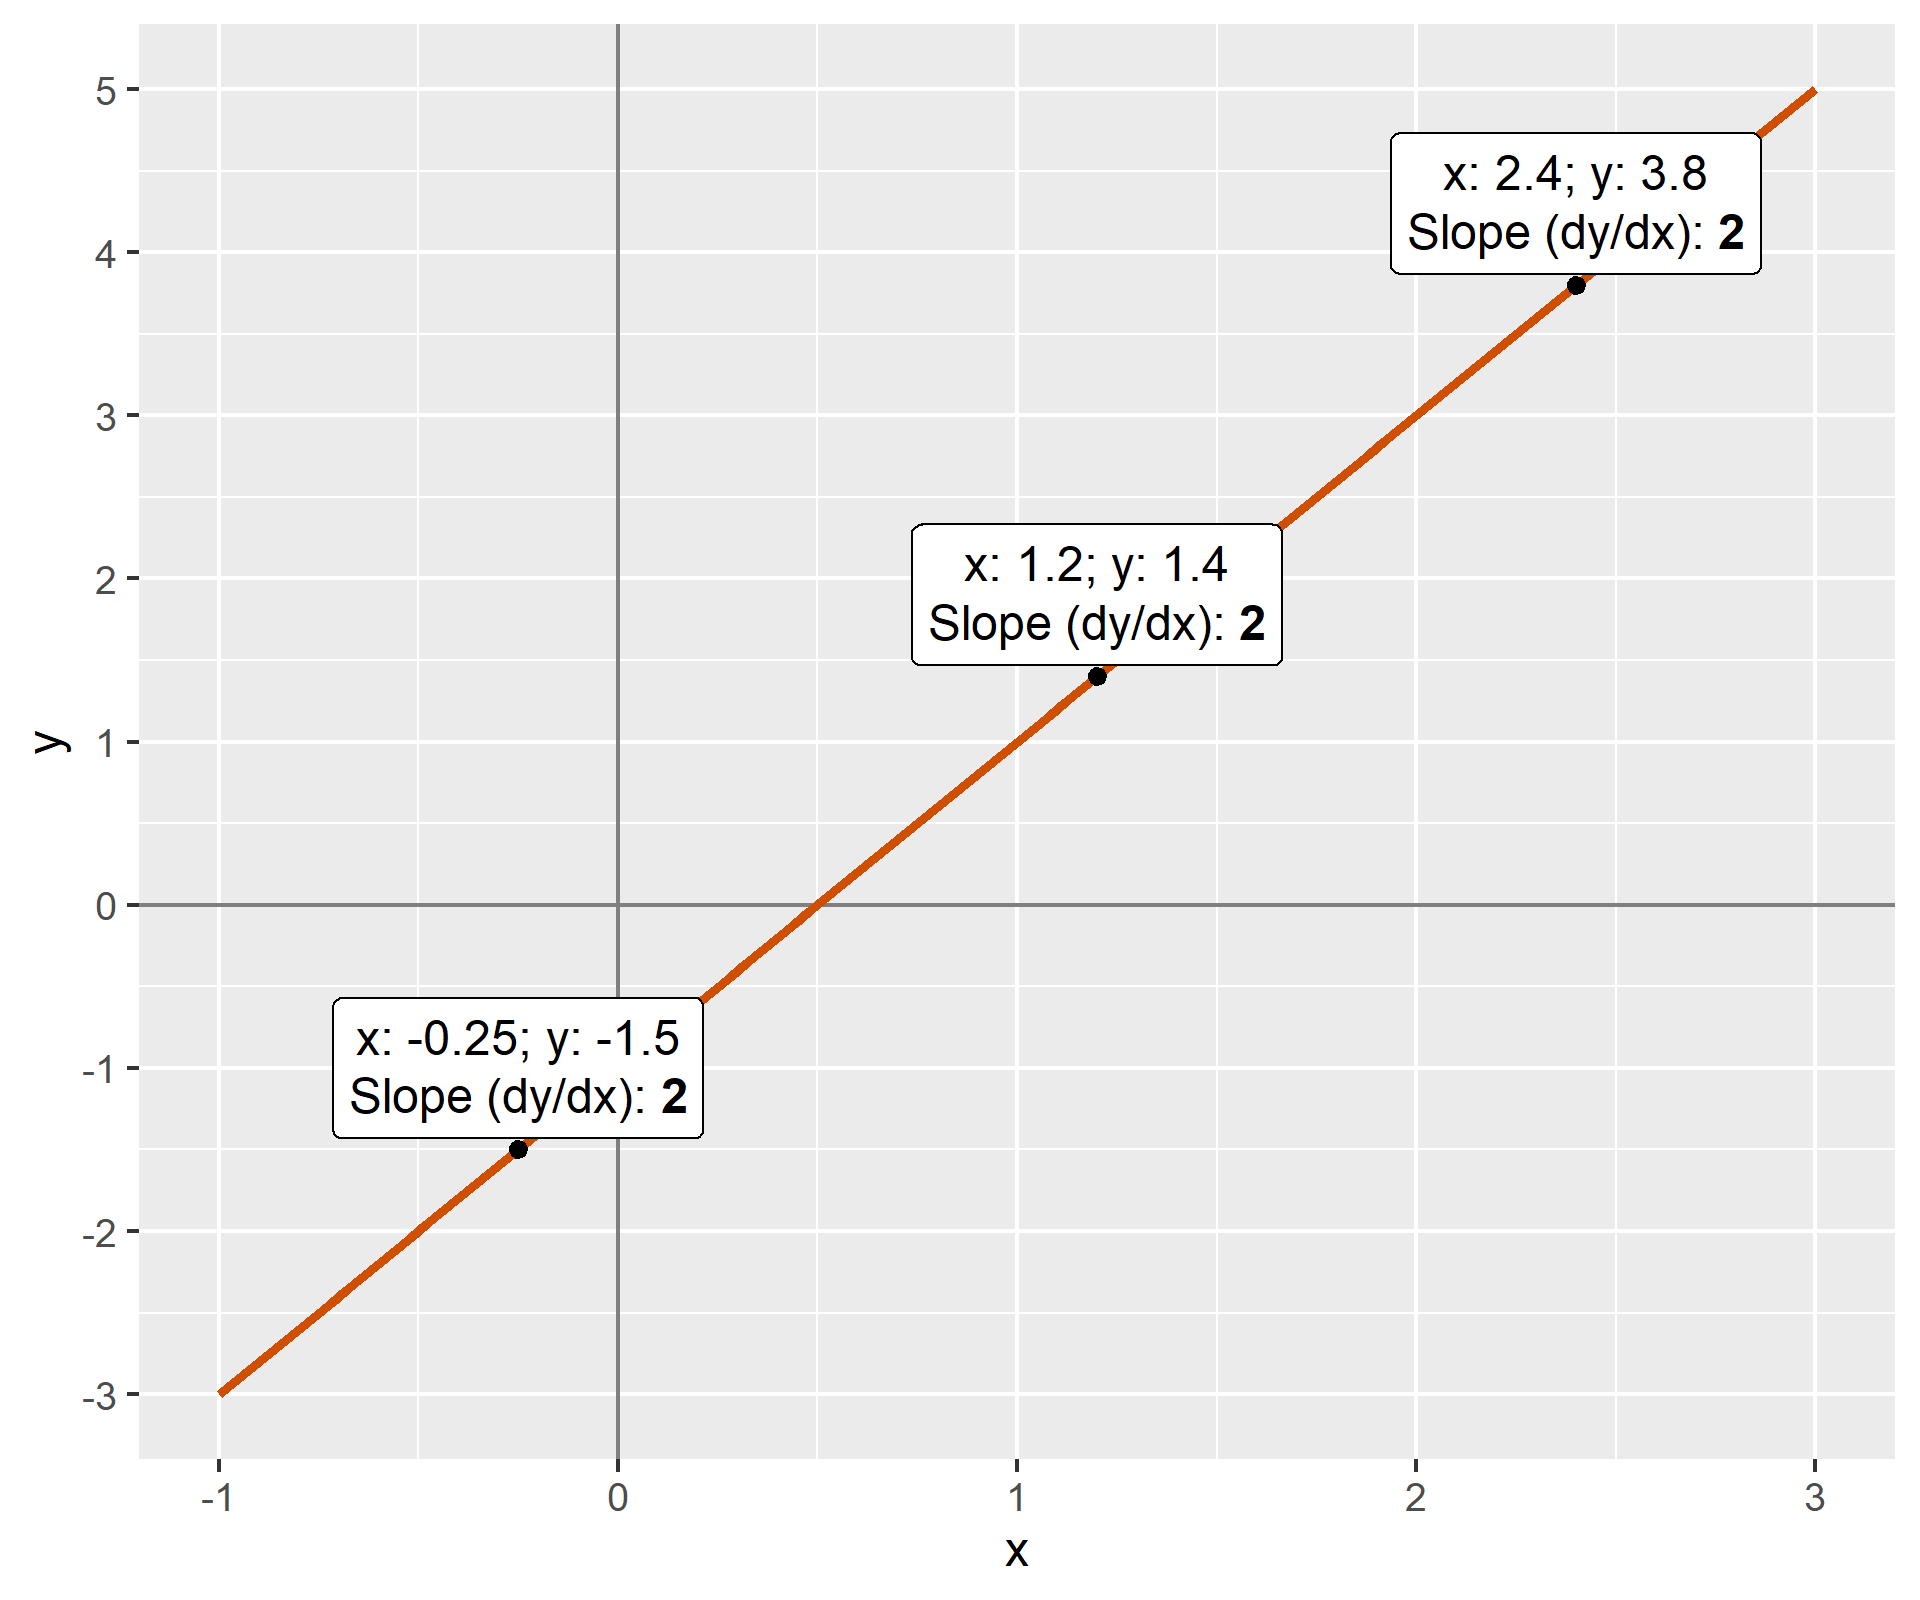 5
x: 2.4; y: 3.8
Slope (dy/dx): 2
4
3
x: 1.2; y: 1.4
2
Slope (dy/dx): 2
y
1
0
x: -0.25; y: -1.5
-1
Slope (dy/dx): 2
-2
-3
-1 0 1 2 3
x